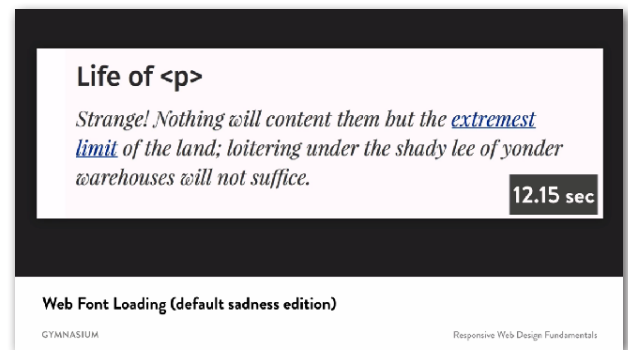 Life of <p>
Strange! Nothing will content them but the extremest
limit of the land; loitering under the shady lee of yonder
warehouses will not suffice.
12.15 sec
Web Font Loading (default sadness edition)
GYMNASIUM
Responsive Web Design Fundamentals